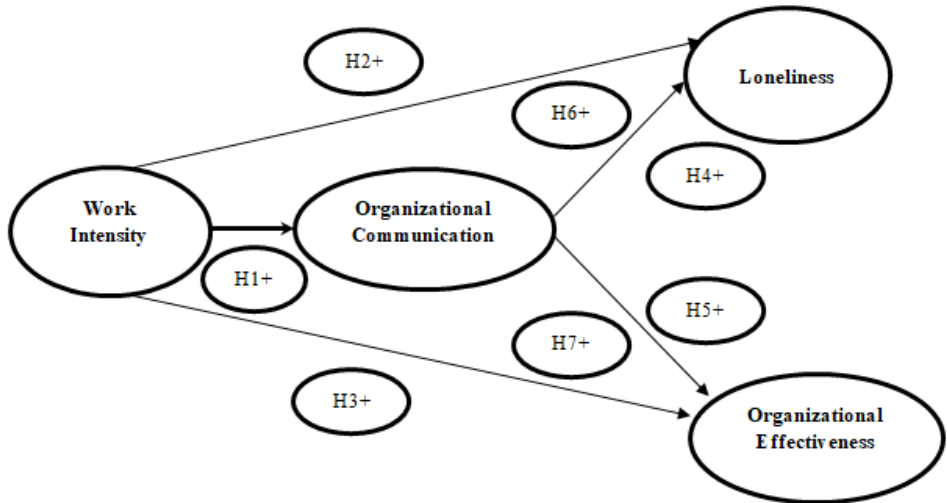 H2+
Loneliness
H6+
H4+
Work
Intensity
Organizational
Communication
H1+
H5+
H7+
H3+
Organizational
Effectiveness